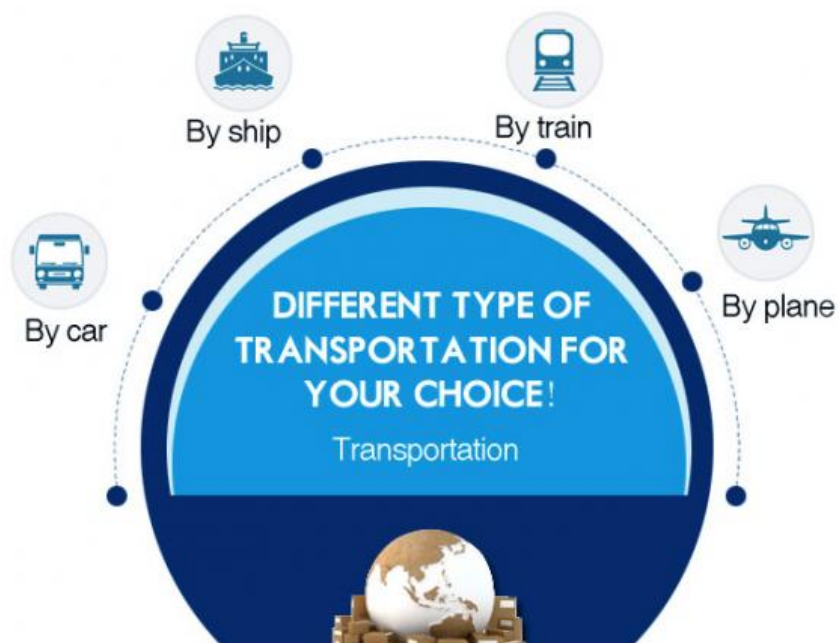 By ship
By train
By car
By plane
DIFFERENT TYPE OF
TRANSPORTATION FOR
YOUR CHOICE!
Transportation